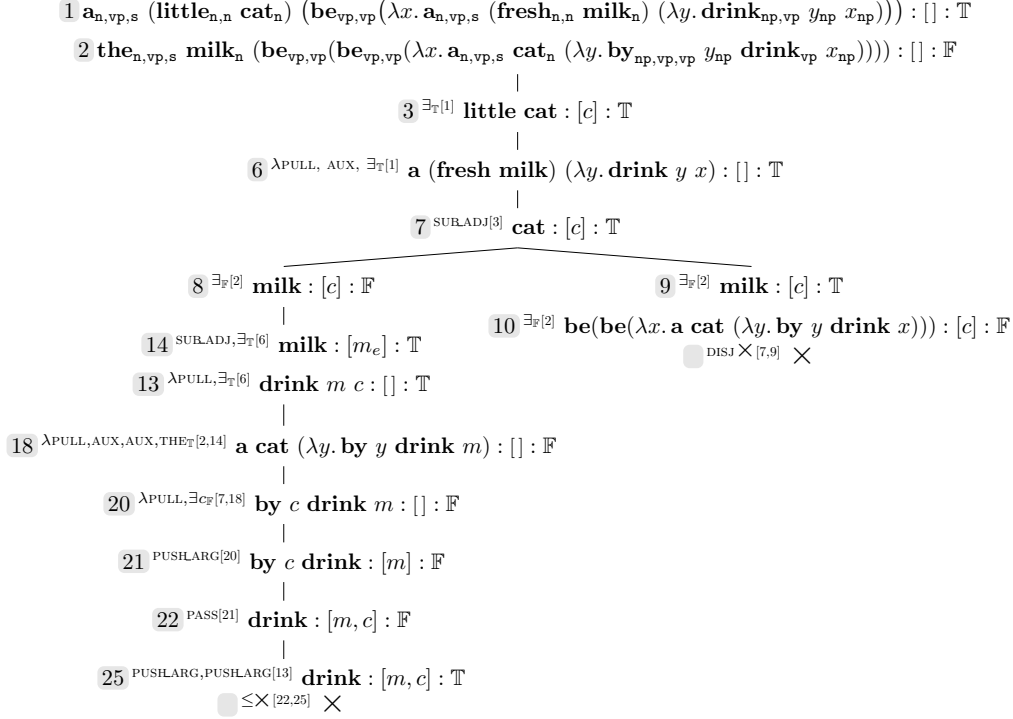 1 a_{n,vp,s} (little_{n,n} cat_n) (be_{vp,vp}(λx. a_{n,vp,s} (fresh_{n,n} milk_n) (λy. drink_{np,vp} y_{np} x_{np}))) : [] : 𝕋
2 the_{n,vp,s} milk_n (be_{vp,vp}(be_{vp,vp}(λx. a_{n,vp,s} cat_n (λy. by_{np,vp,vp} y_{np} drink_{vp} x_{np})))) : [] : 𝔽
3 ∃𝕋[1] little cat : [c] : 𝕋
6 λPULL, AUX, ∃𝕋[1] a (fresh milk) (λy. drink y x) : [] : 𝕋
7 SUB_ADJ[3] cat : [c] : 𝕋
8 ∃𝔽[2] milk : [c] : 𝔽
9 ∃𝔽[2] milk : [c] : 𝕋
14 SUB_ADJ,∃𝕋[6] milk : [m_e] : 𝕋
10 ∃𝔽[2] be(be(λx. a cat (λy. by y drink x))) : [c] : 𝔽
DISJ × [7,9] ×
13 λPULL,∃𝕋[6] drink m c : [] : 𝕋
18 λPULL,AUX,AUX,THE𝕋[2,14] a cat (λy. by y drink m) : [] : 𝔽
20 λPULL,∃c𝔽[7,18] by c drink m : [] : 𝔽
21 PUSH_ARG[20] by c drink : [m] : 𝔽
22 PASS[21] drink : [m, c] : 𝔽
25 PUSH_ARG,PUSH_ARG[13] drink : [m, c] : 𝕋
≤× [22,25] ×